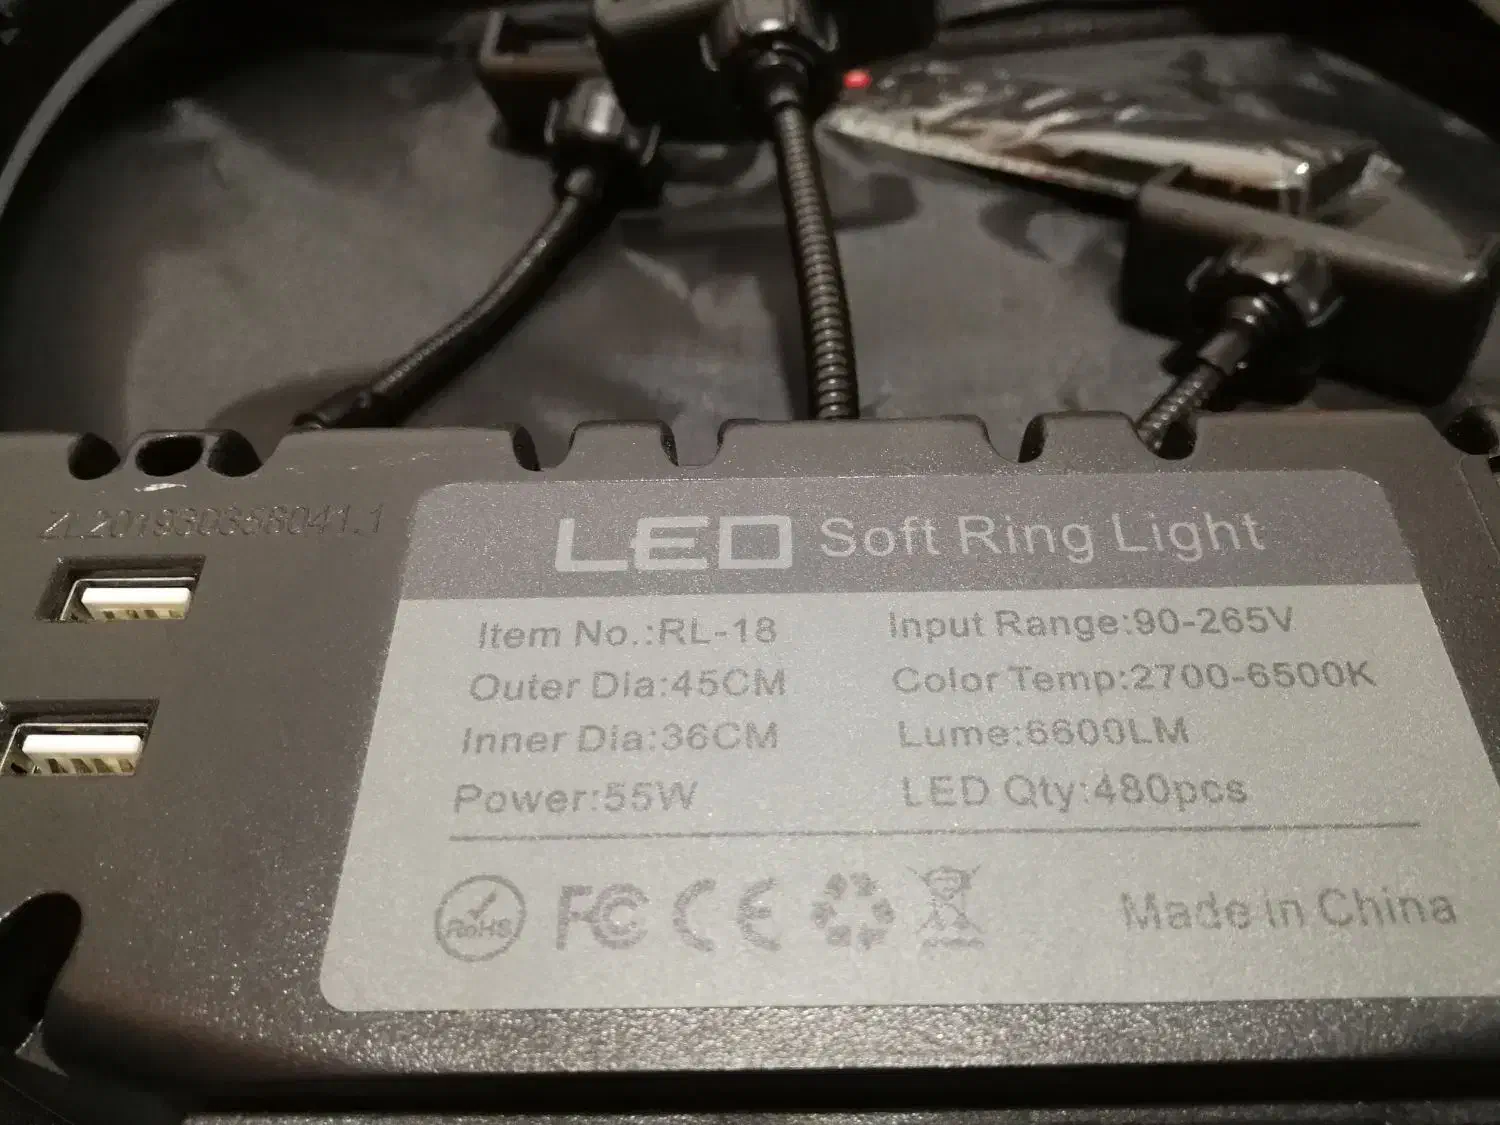 ZL201930358041.1
LED Soft Ring Light
Item No.:RL-18 Input Range:90-265V
Outer Dia:45CM Color Temp:2700-6500K
Inner Dia:36CM Lume:6600LM
Power:55W LED Qty:480pcs
RoHS FC CE Made in China